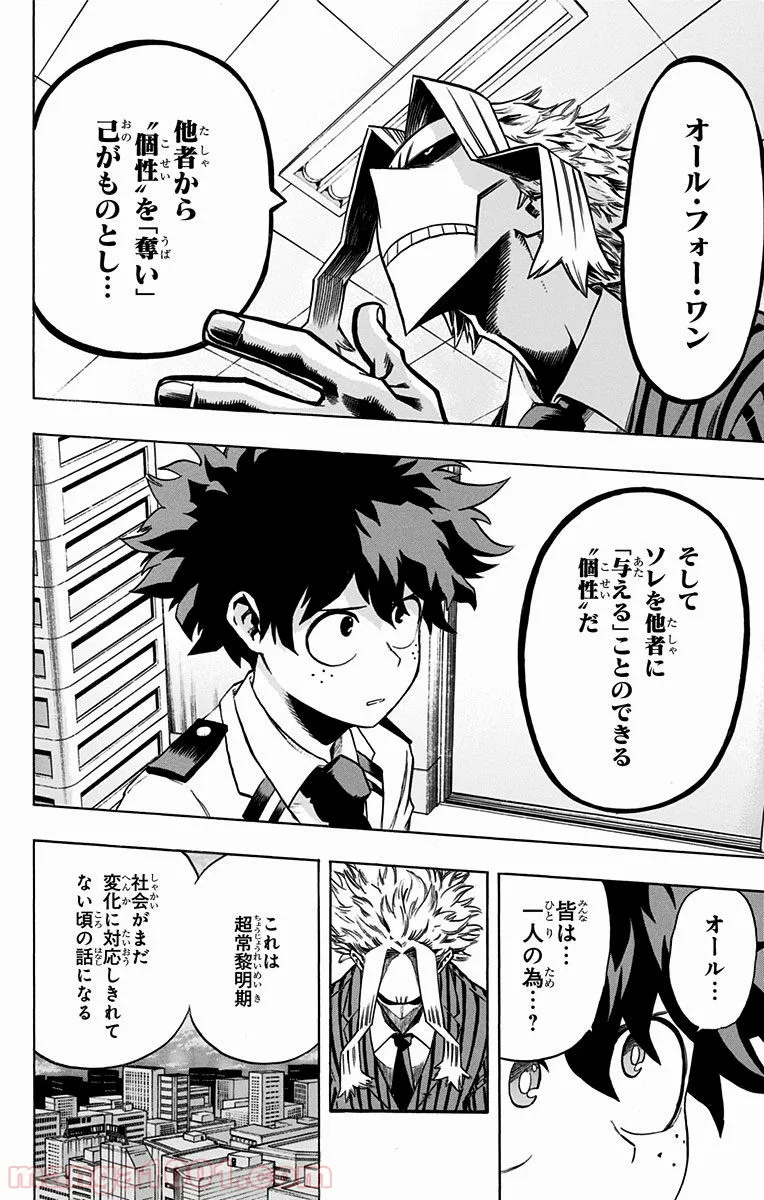 オール・フォー・ワン
他者から
"個性"を「奪い」
己がものとし…
そして
ソレを他者に
「与える」ことのできる
"個性"だ
オール…
皆は…
一人の為…?
これは
超常黎明期
社会がまだ
変化に対応しきれて
ない頃の話になる